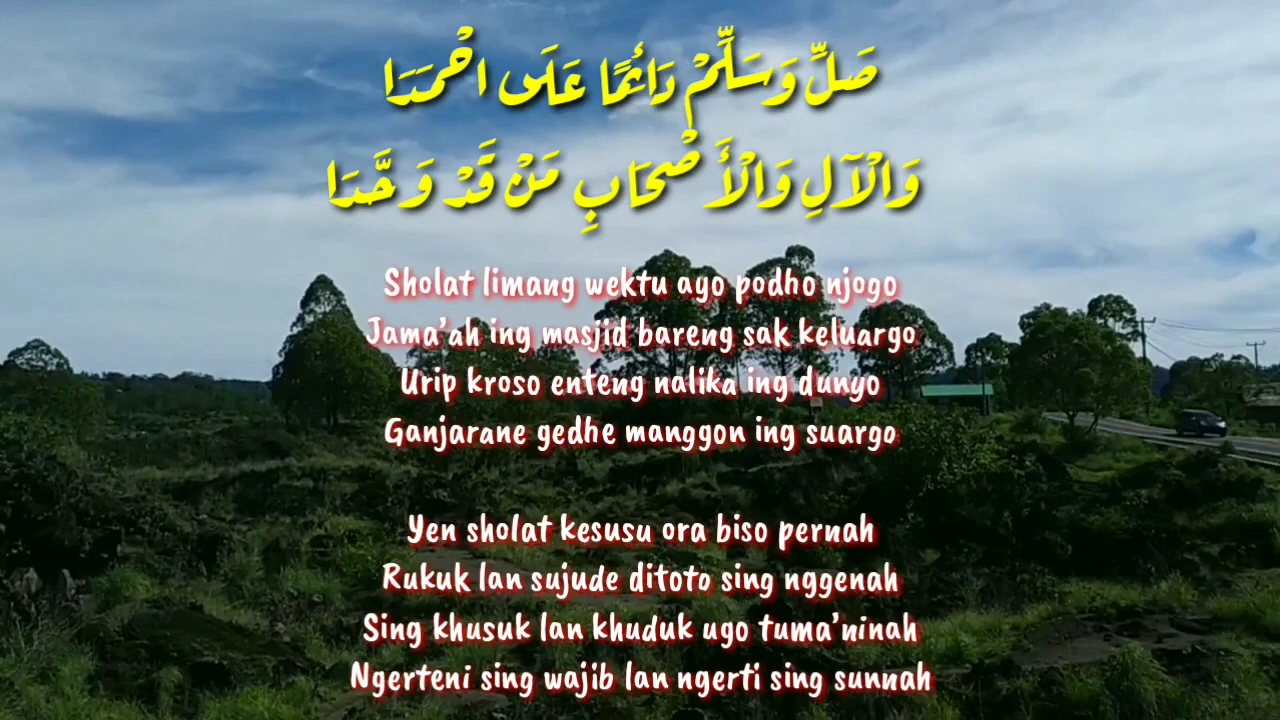 صَلِّ وَسَلِّمْ دَائِمًا عَلَى احْمَدَا
وَالْآلِ وَالْأَصْحَابِ مَنْ قَدْ وَحَّدَا
Sholat limang wektu ayo podho njogo
Jama'ah ing masjid bareng sak keluargo
Urip kroso enteng nalika ing dunyo
Ganjarane gedhe manggon ing suargo
Yen sholat kesusu ora biso pernah
Rukuk lan sujude ditoto sing nggenah
Sing khusuk lan khuduk ugo tuma'ninah
Ngerteni sing wajib lan ngerti sing sunnah